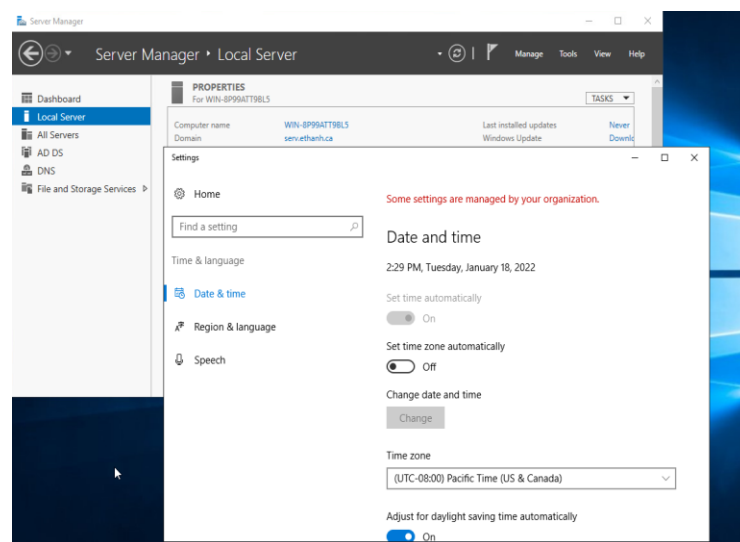 Server Manager
Server Manager • Local Server
Manage Tools View Help
Dashboard
Local Server
All Servers
AD DS
DNS
File and Storage Services
PROPERTIES
For WIN-8P99ATT9BL5
TASKS
Computer name WIN-8P99ATT9BL5 Last installed updates Never
Domain serv.ethanh.ca Windows Update Downlo
Settings
Home
Find a setting
Time & language
Date & time
Region & language
Speech
Some settings are managed by your organization.
Date and time
2:29 PM, Tuesday, January 18, 2022
Set time automatically
On
Set time zone automatically
Off
Change date and time
Change
Time zone
(UTC-08:00) Pacific Time (US & Canada)
Adjust for daylight saving time automatically
On